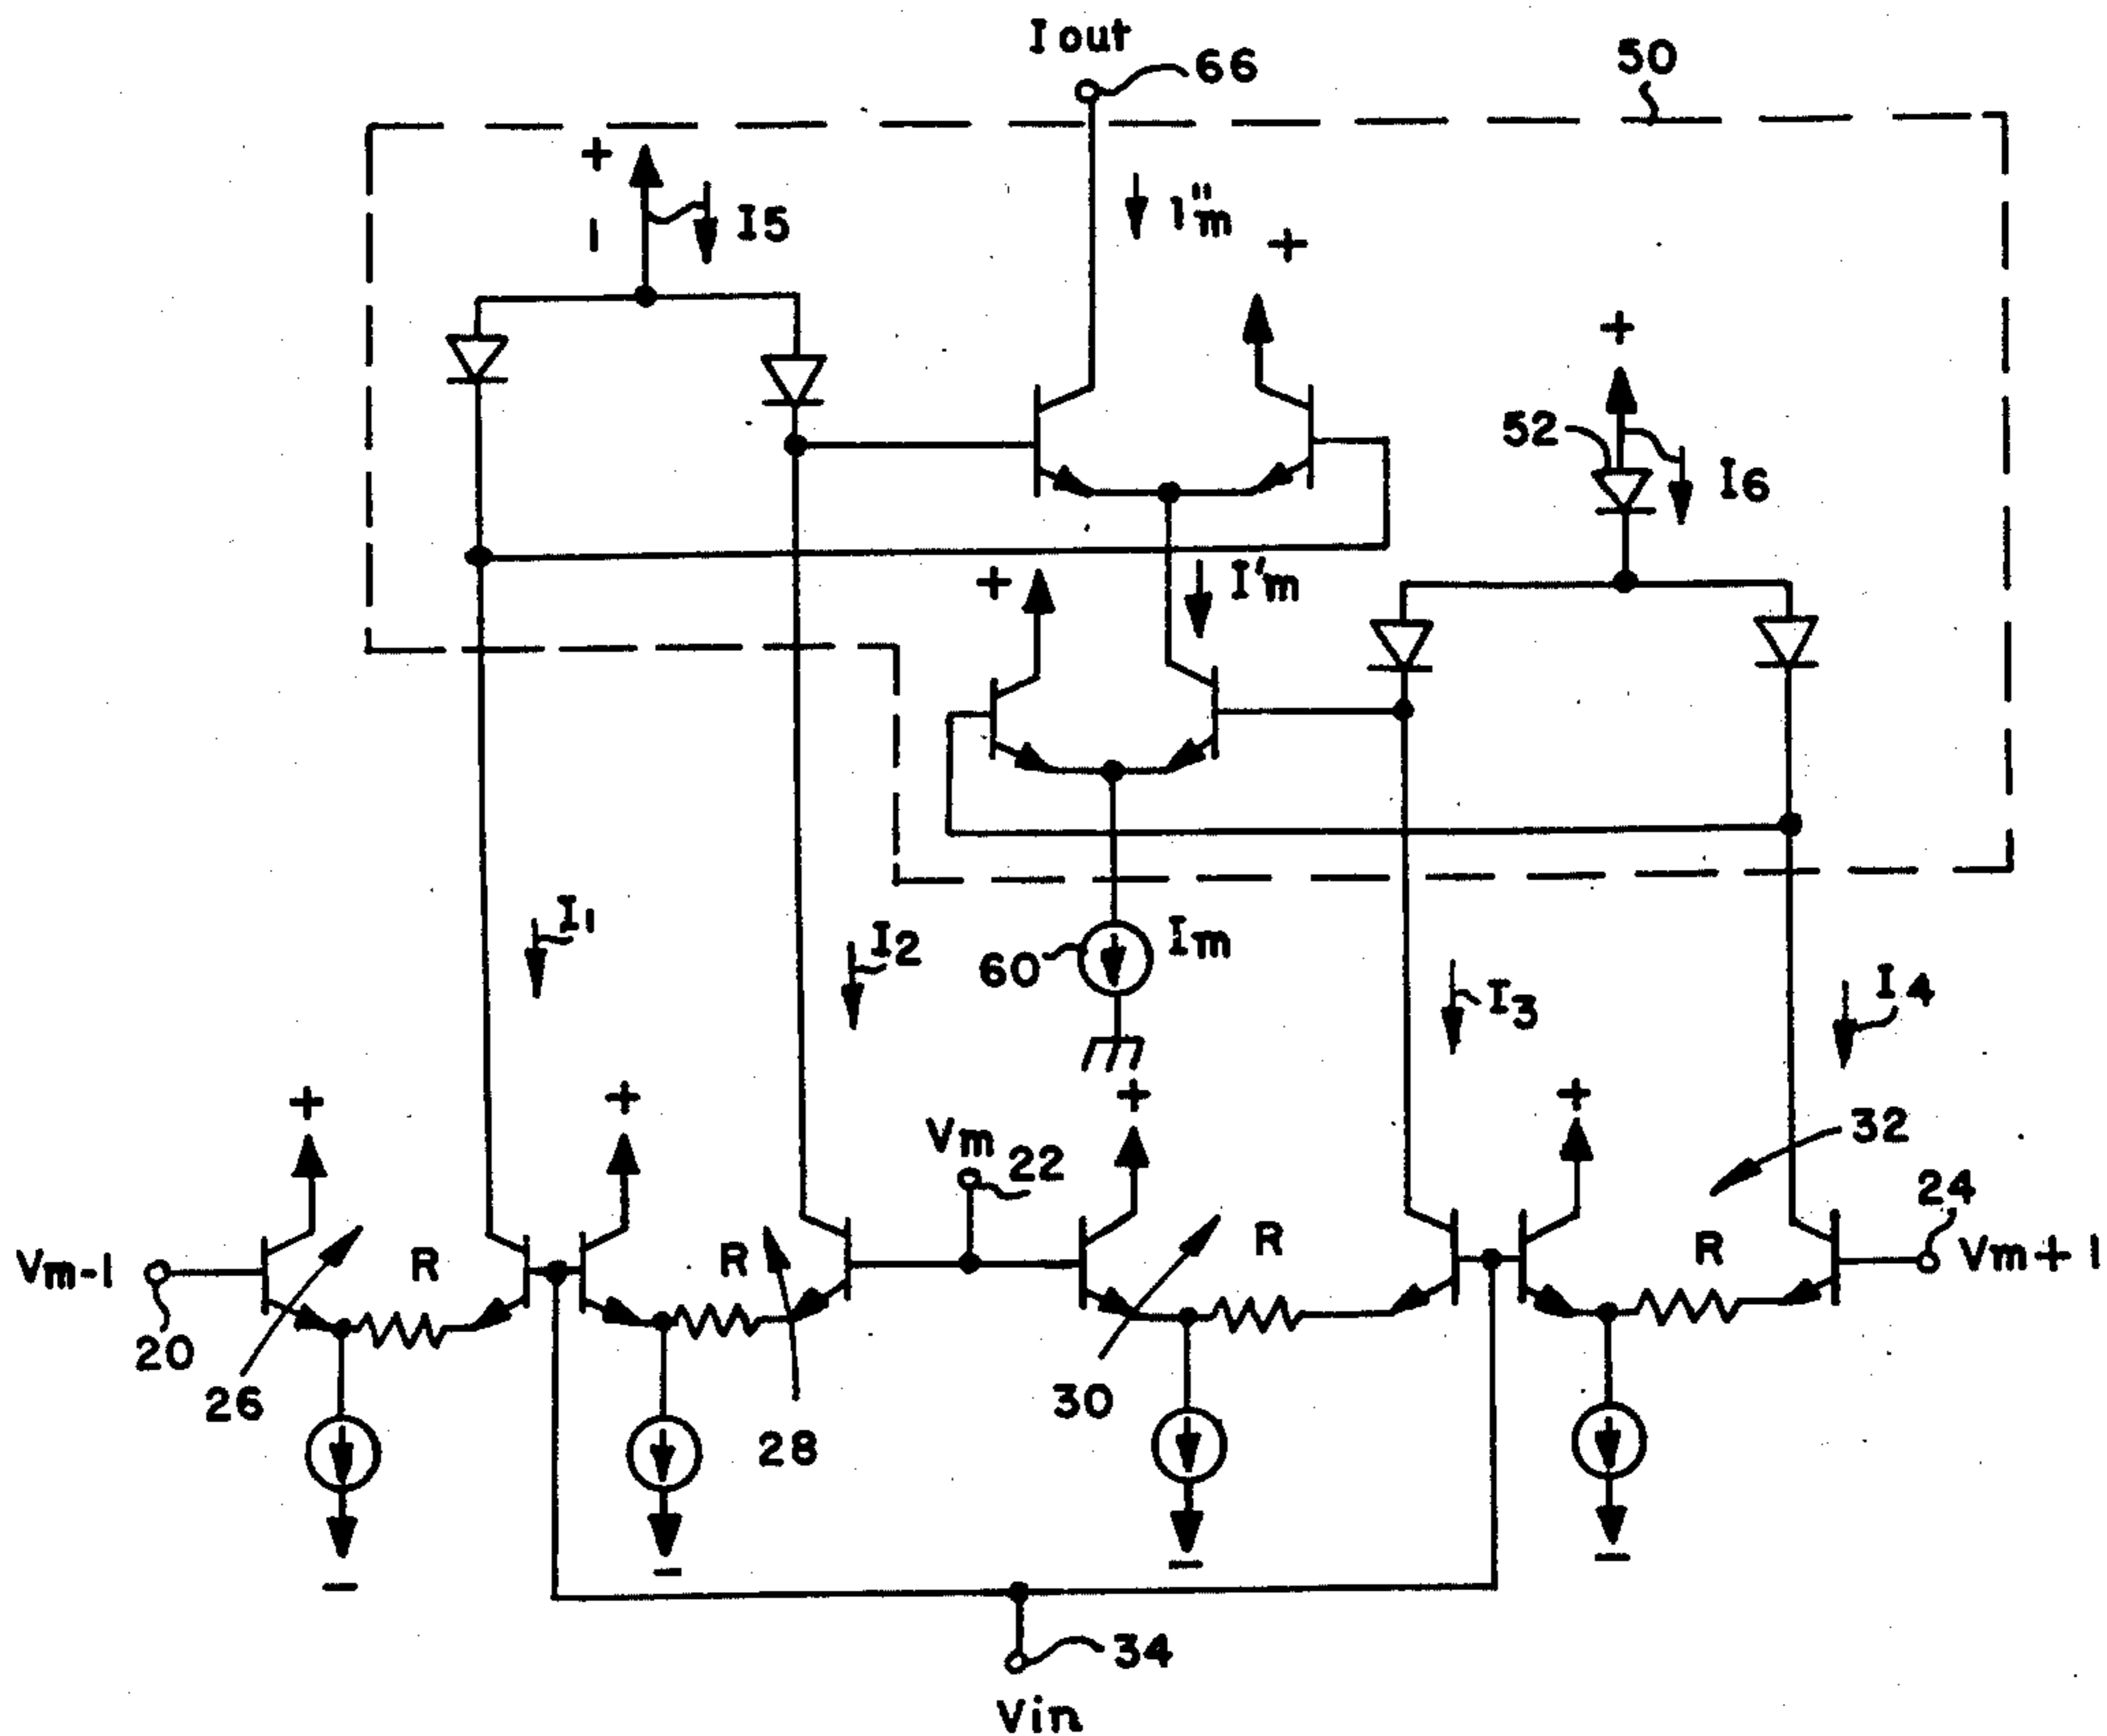 Iout
66
50
+
I5
I
I"m
+
+
52
I6
+
I'm
I1
I2
60
Im
I3
I4
+
+
+
+
32
Vm
22
24
Vm-1
R
R
R
R
Vm+1
20
26
28
30
-
-
-
-
34
Vin